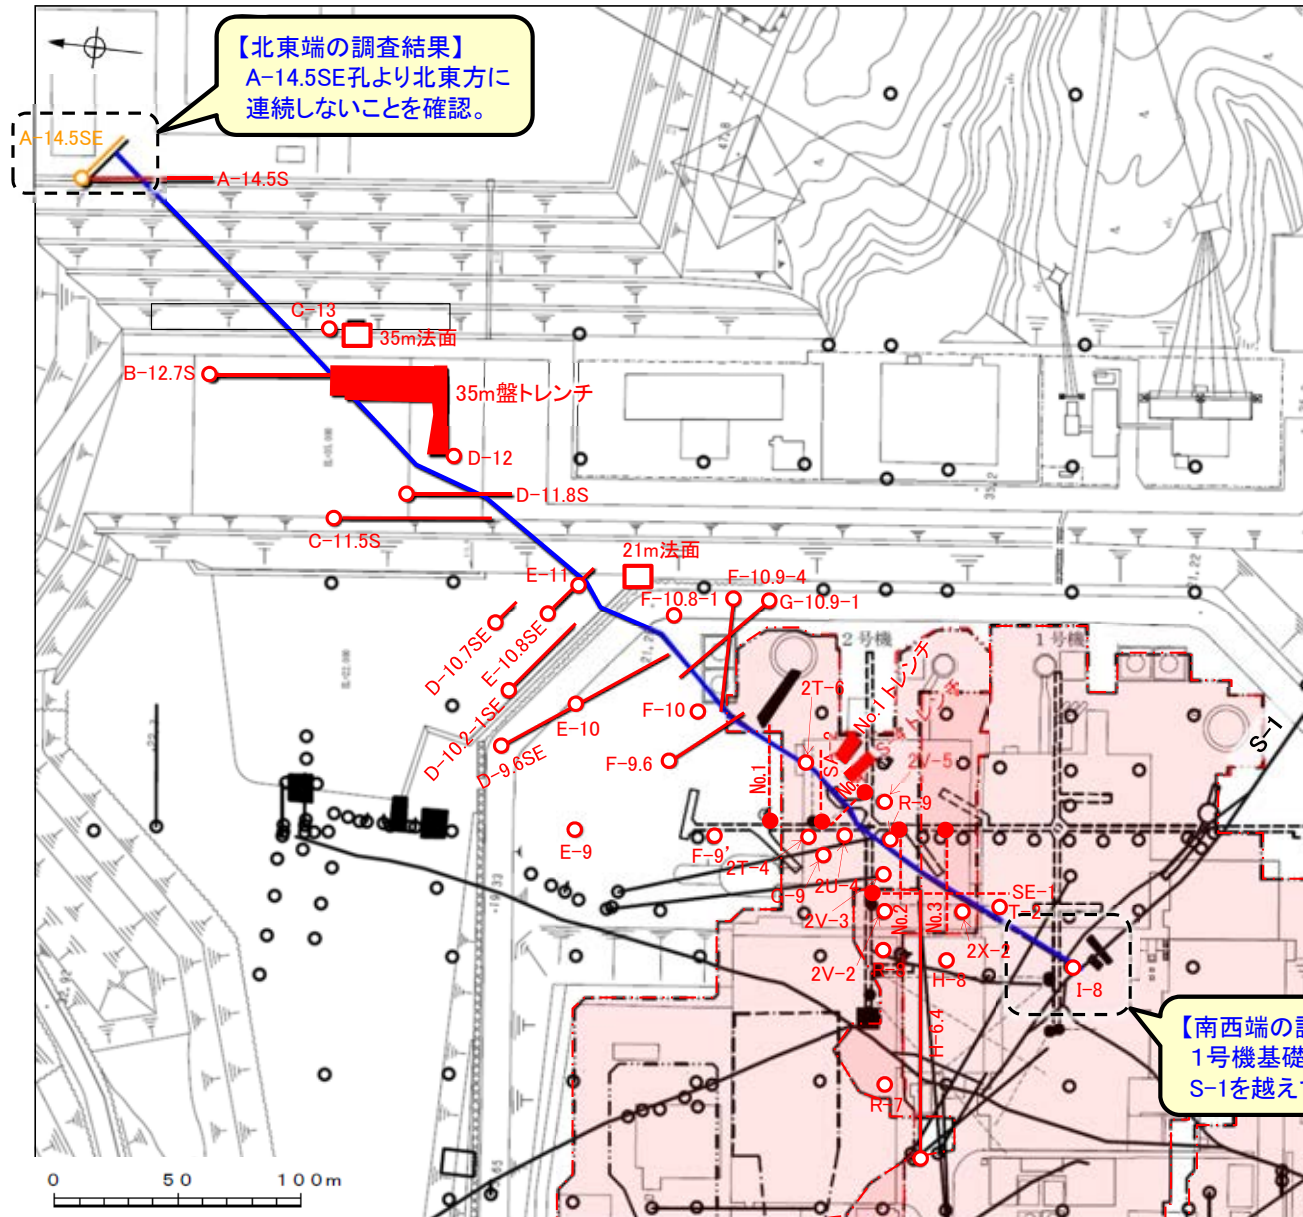 【北東端の調査結果】
A-14.5SE孔より北東方に
連続しないことを確認。
A-14.5SE
A-14.5S
47.8
C-13
35m法面
B-12.7S
35m盤トレンチ
D-12
D-11.8S
C-11.5S
35.2
21m法面
E-11
F-10.9-4
F-10.8-1
G-10.9-1
21.22
D-10.7SE
E-10.8SE
2号機
1号機
D-10.2-1SE
E-10
F-10
2T-6
No.1トレンチ
S-1
D-9.6SE
F-9.6
No.1
2V-5
R-9
E-9
F-9'
2T-4
G-9
2U-4
SE-1
2V-3
No.2
No.3
2X-2
2V-2
H-8
I-8
H-6.4
【南西端の
1号機基礎
S-1を越え
R-7
0 50 100m